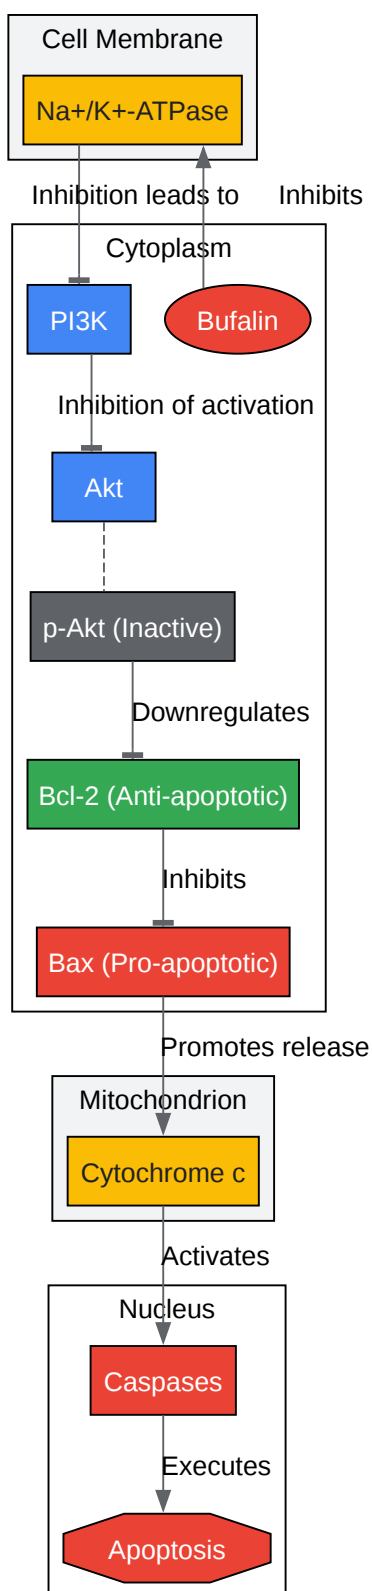 Cell Membrane
Na+/K+-ATPase
Inhibition leads to
Inhibits
Cytoplasm
PI3K
Bufalin
Inhibition of activation
Akt
p-Akt (Inactive)
Downregulates
Bcl-2 (Anti-apoptotic)
Inhibits
Bax (Pro-apoptotic)
Promotes release
Mitochondrion
Cytochrome c
Activates
Nucleus
Caspases
Executes
Apoptosis